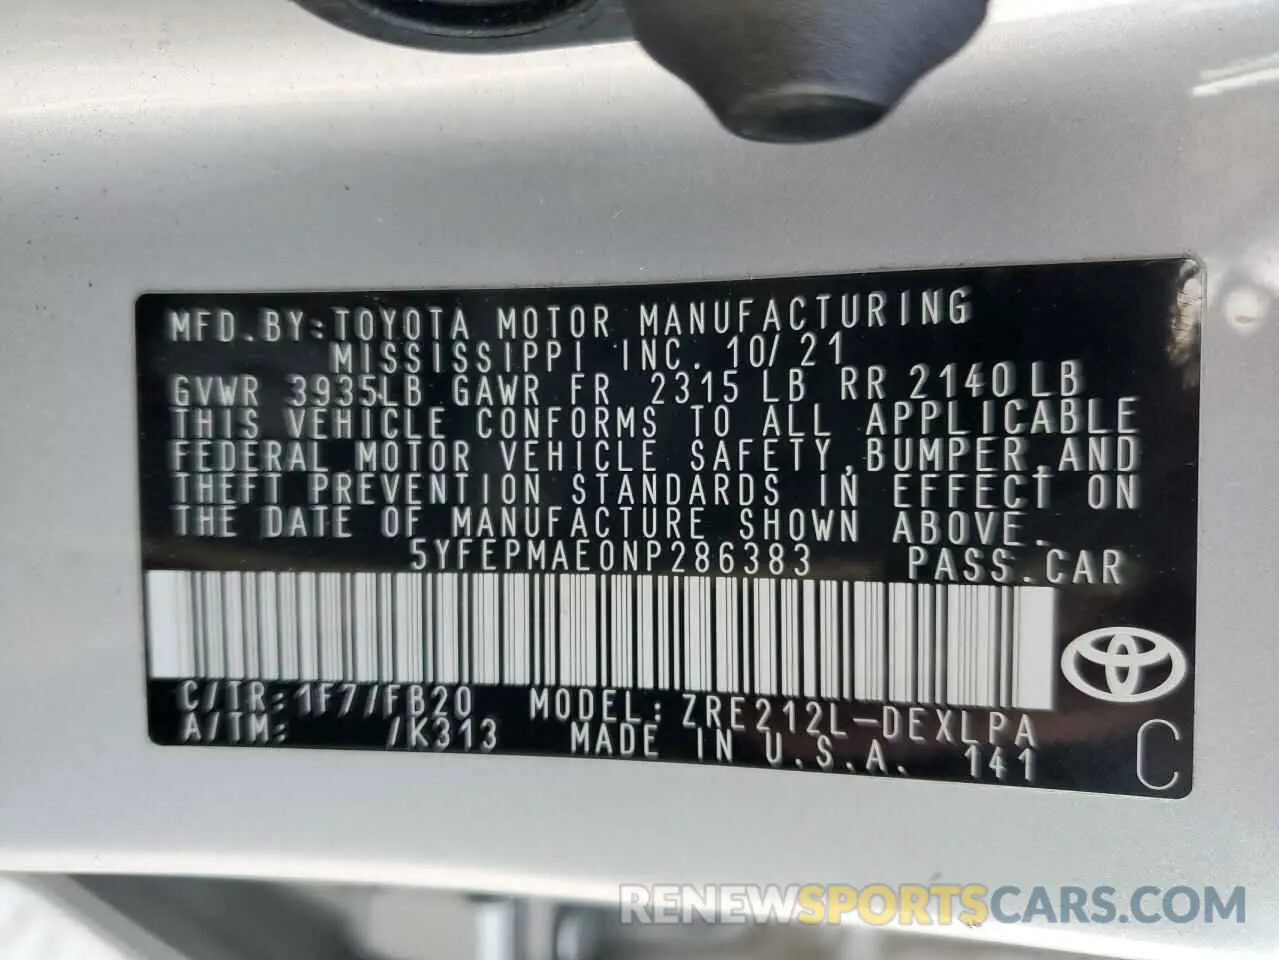 MFD.BY:TOYOTA MOTOR MANUFACTURING
MISSISSIPPI INC. 10/21
GVWR 3935LB GAWR FR 2315LB RR 2140LB
THIS VEHICLE CONFORMS TO ALL APPLICABLE
FEDERAL MOTOR VEHICLE SAFETY,BUMPER,AND
THEFT PREVENTION STANDARDS IN EFFECT ON
THE DATE OF MANUFACTURE SHOWN ABOVE.
5YFEPMAE0NP286383 PASS.CAR
C/TR:1F7/FB20 MODEL:ZRE212L-DEXLPA
A/TM: /K313 MADE IN U.S.A. 141
C
RENEWSPORTSCARS.COM